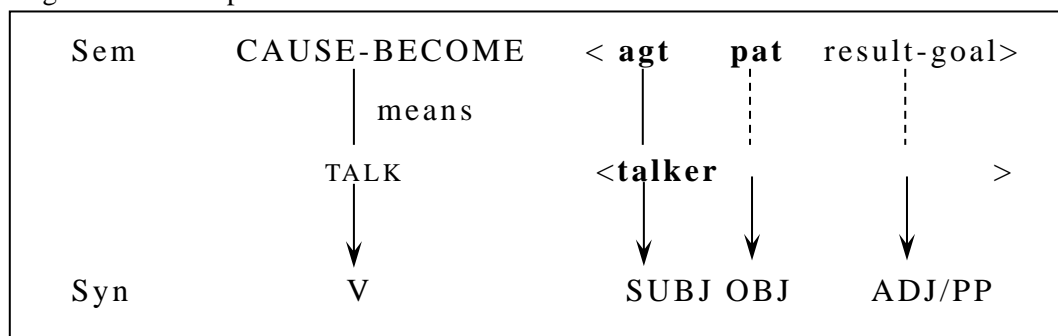 Sem CAUSE-BECOME < agt pat result-goal>
means
TALK <talker >
Syn V SUBJ OBJ ADJ/PP